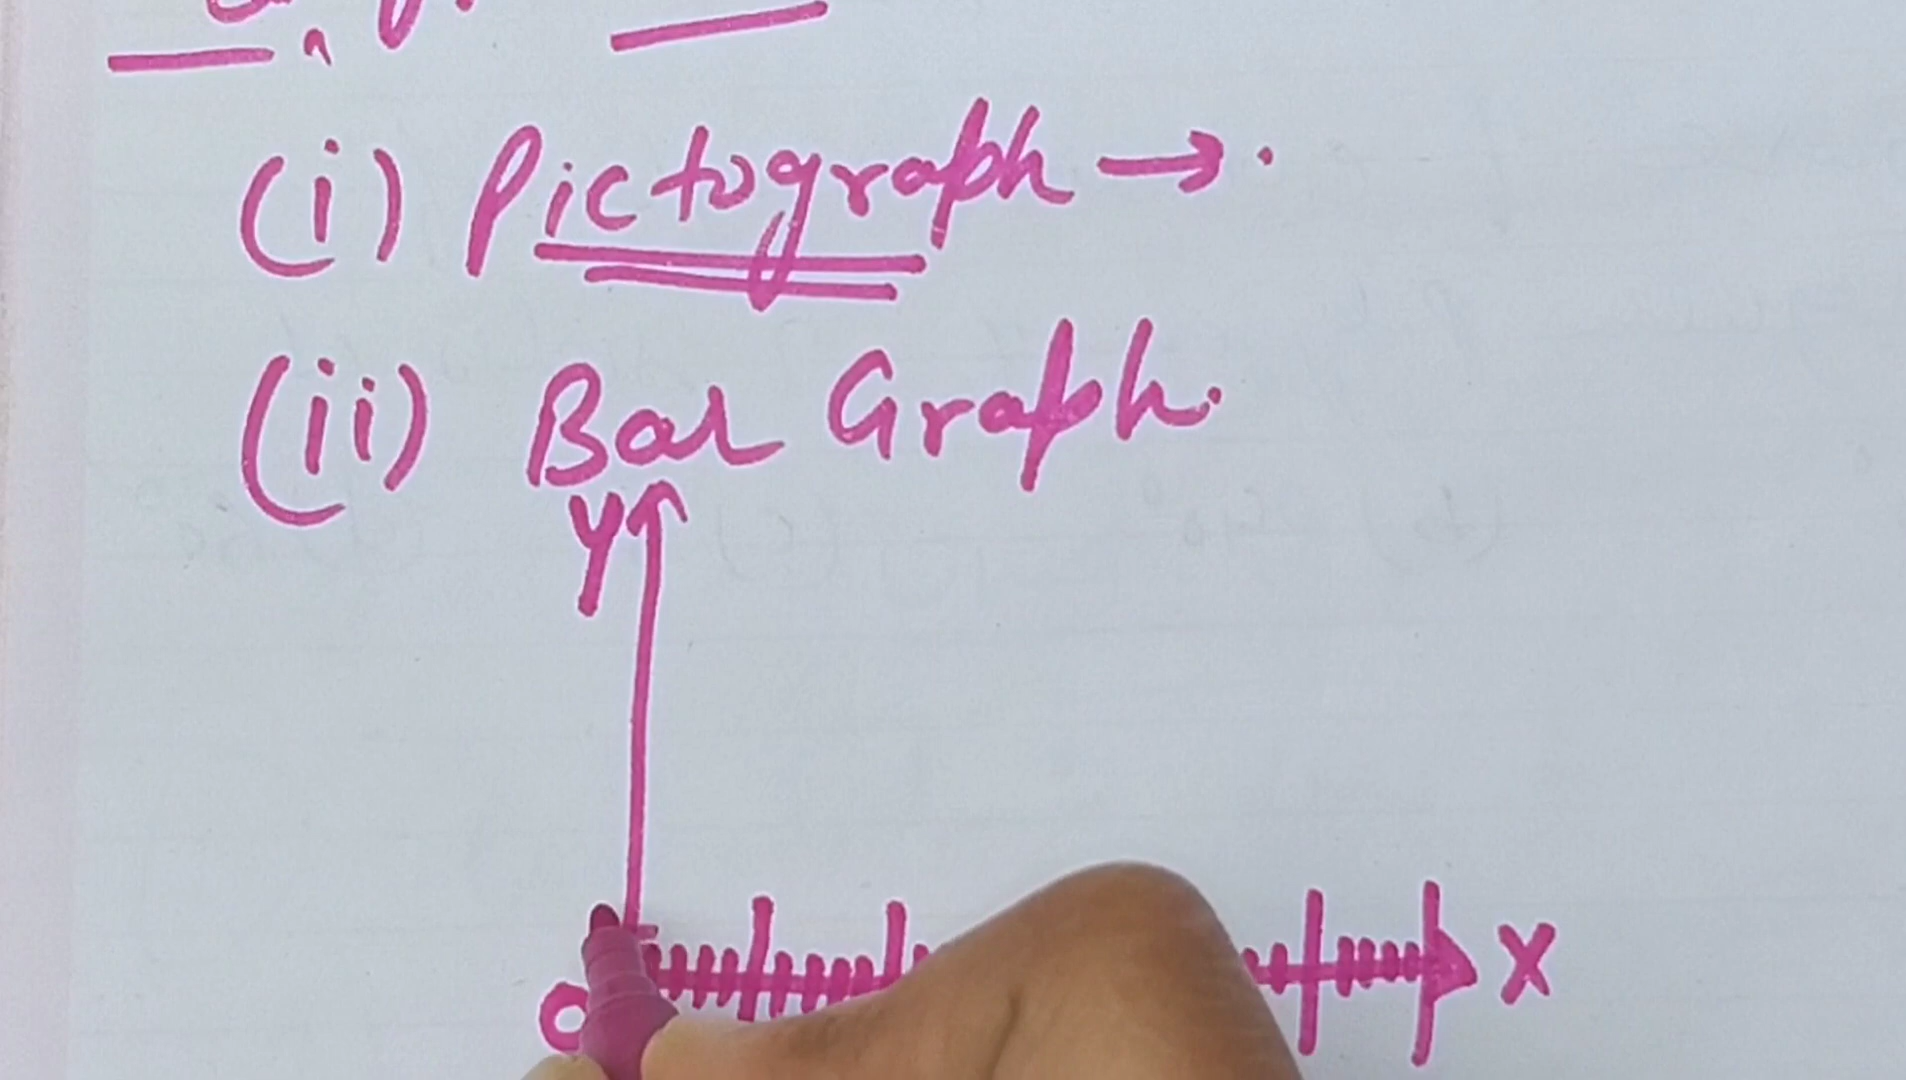 (i) Pictograph →.
(ii) Bar Graph.
Y
O
X